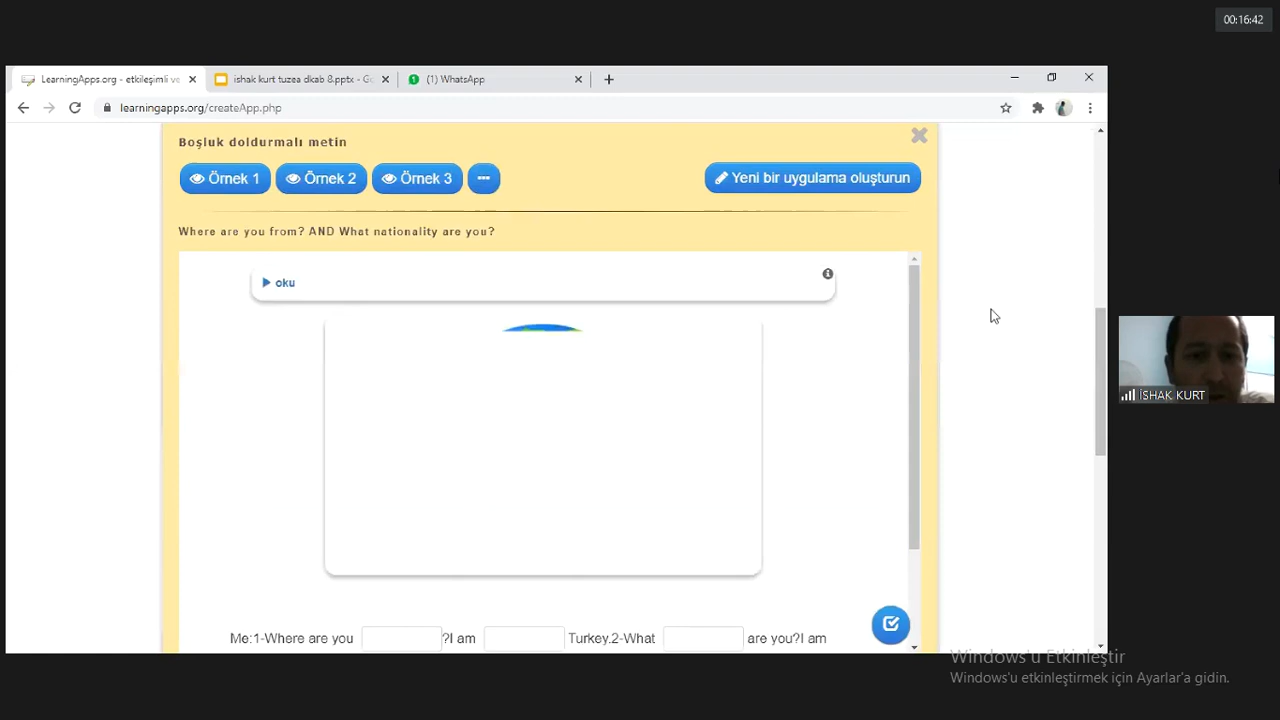 00:16:42
LearningApps.org - etkileşimli ve
ishak kurt tuzea dkab 8.pptx - Go
(1) WhatsApp
learningapps.org/createApp.php
Boşluk doldurmalı metin
Örnek 1
Örnek 2
Örnek 3
Yeni bir uygulama oluşturun
Where are you from? AND What nationality are you?
oku
İSHAK KURT
Me:1-Where are you ?I am Turkey.2-What are you?I am
Windows'u Etkinleştir
Windows'u etkinleştirmek için Ayarlar'a gidin.